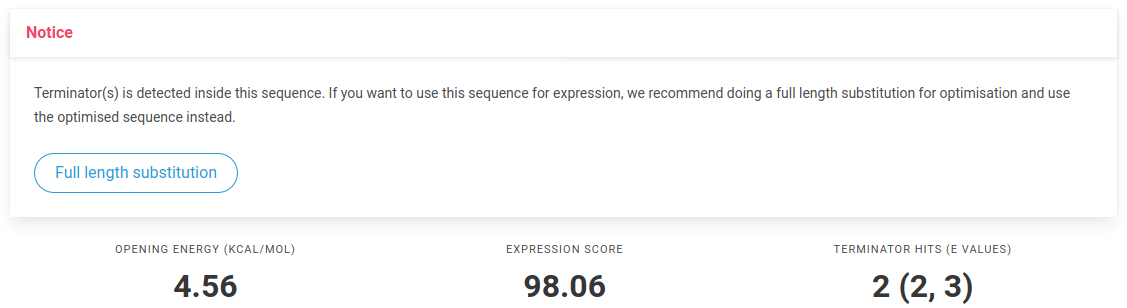 Notice
Terminator(s) is detected inside this sequence. If you want to use this sequence for expression, we recommend doing a full length substitution for optimisation and use
the optimised sequence instead.
Full length substitution
OPENING ENERGY (KCAL/MOL)
4.56
EXPRESSION SCORE
98.06
TERMINATOR HITS (E VALUES)
2 (2, 3)